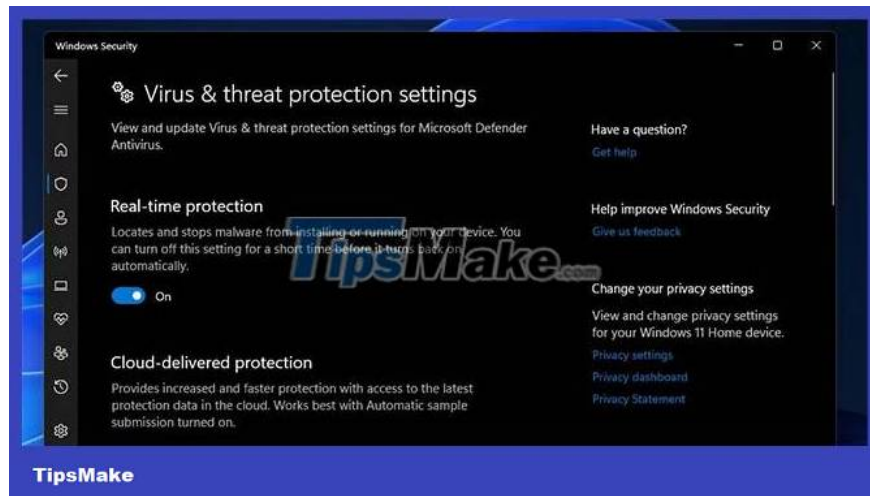 Windows Security
Virus & threat protection settings
View and update Virus & threat protection settings for Microsoft Defender
Antivirus.
Real-time protection
Locates and stops malware from installing or running on your device. You
can turn off this setting for a short time before it turns back on
automatically.
On
Cloud-delivered protection
Provides increased and faster protection with access to the latest
protection data in the cloud. Works best with Automatic sample
submission turned on.
Have a question?
Get help
Help improve Windows Security
Give us feedback
Change your privacy settings
View and change privacy settings
for your Windows 11 Home device.
Privacy settings
Privacy dashboard
Privacy Statement
TipsMake.com
TipsMake